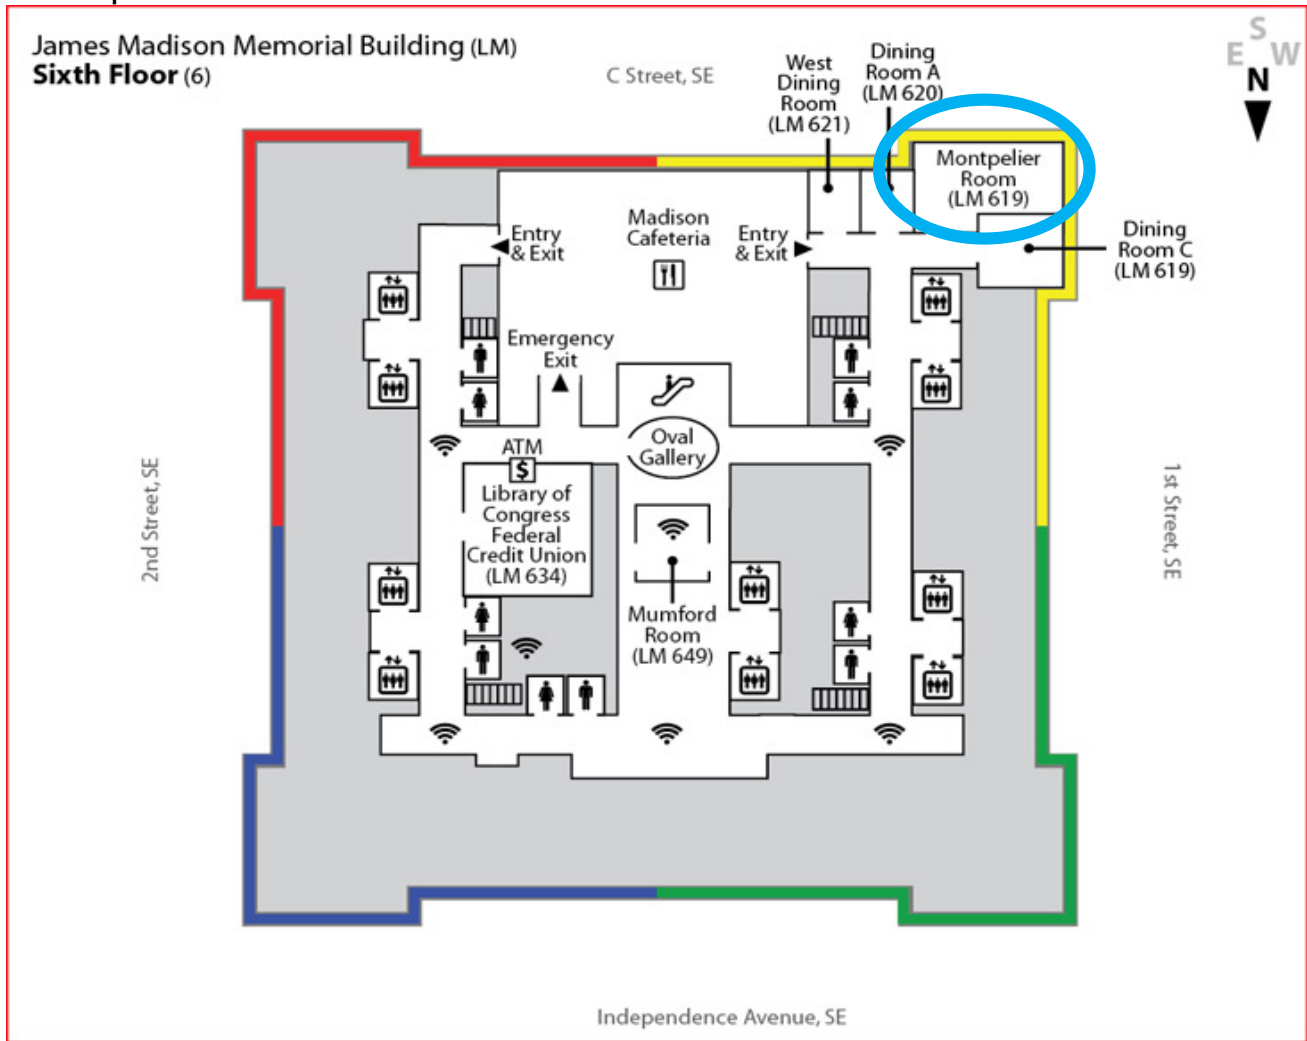 James Madison Memorial Building (LM)
Sixth Floor (6)
C Street, SE
S
E W
N
West
Dining
Room
(LM 621)
Dining
Room A
(LM 620)
Montpelier
Room
(LM 619)
Dining
Room C
(LM 619)
Madison
Cafeteria
Entry
& Exit
Entry
& Exit
Emergency
Exit
Oval
Gallery
ATM
$
Library of
Congress
Federal
Credit Union
(LM 634)
Mumford
Room
(LM 649)
2nd Street, SE
1st Street, SE
Independence Avenue, SE